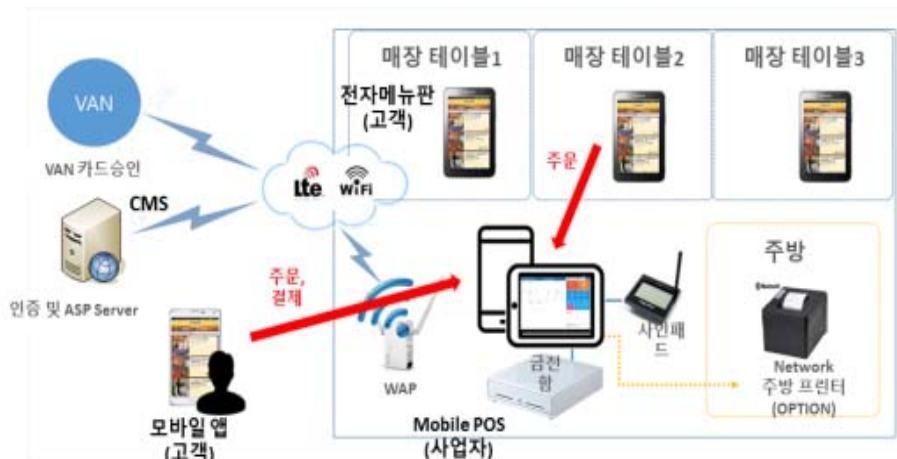 매장 테이블1
매장 테이블2
매장 테이블3
전자메뉴판
(고객)
VAN
VAN 카드승인
Lte
WiFi
주문
CMS
인증 및 ASP Server
주문,
결제
주방
Bluetooth
사인패
드
금전
함
WAP
Network
주방 프린터
(OPTION)
모바일 앱
(고객)
Mobile POS
(사업자)